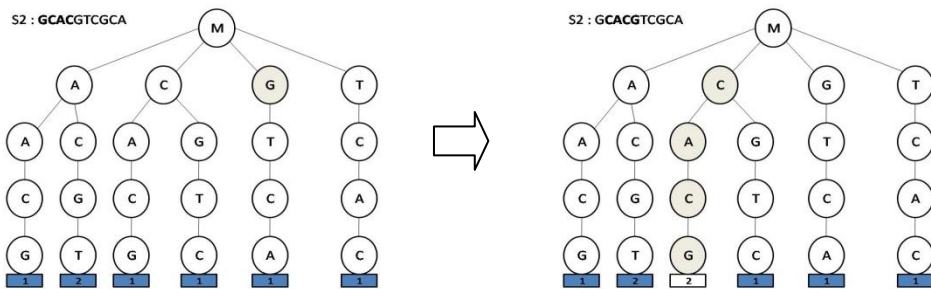 S2 : GCACGTCGCA
M
A C G T
A C A G T C
C G C T C A
G T G C A C
1 2 1 1 1 1
S2 : GCACGTCGCA
M
A C G T
A C A G T C
C G C T C A
G T G C A C
1 2 2 1 1 1